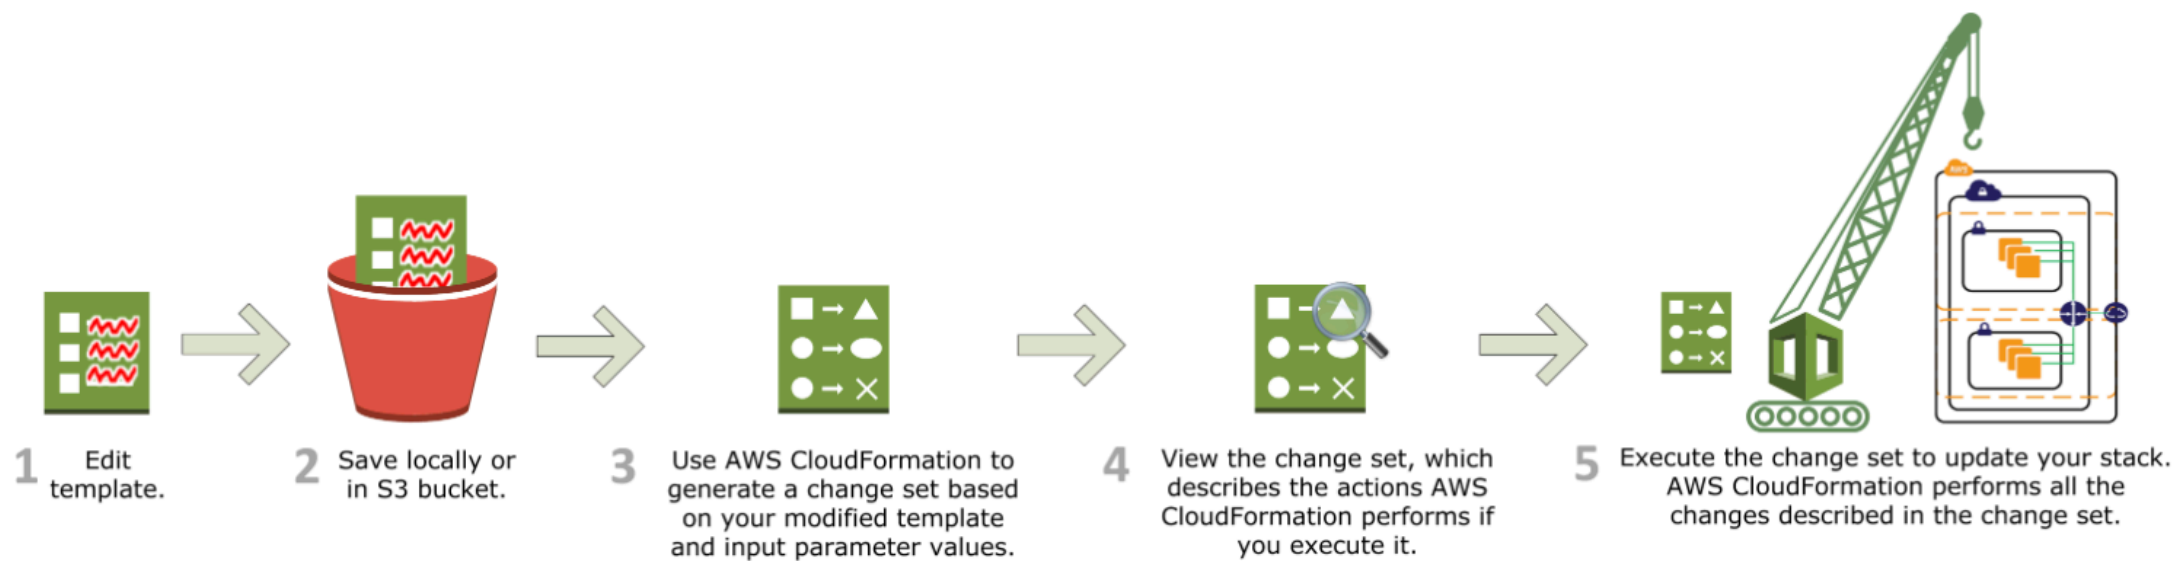 1 Edit
template.
2 Save locally or
in S3 bucket.
3 Use AWS CloudFormation to
generate a change set based
on your modified template
and input parameter values.
4 View the change set, which
describes the actions AWS
CloudFormation performs if
you execute it.
AWS
5 Execute the change set to update your stack.
AWS CloudFormation performs all the
changes described in the change set.